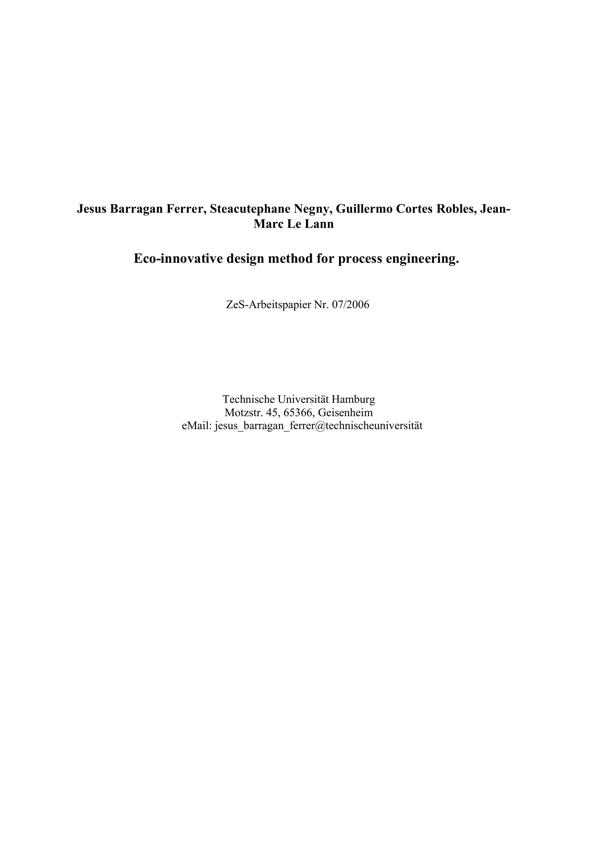 Jesus Barragan Ferrer, Steacutephane Negny, Guillermo Cortes Robles, Jean-
Marc Le Lann
Eco-innovative design method for process engineering.
ZeS-Arbeitspapier Nr. 07/2006
Technische Universität Hamburg
Motzstr. 45, 65366, Geisenheim
eMail: jesus_barragan_ferrer@technischeuniversität